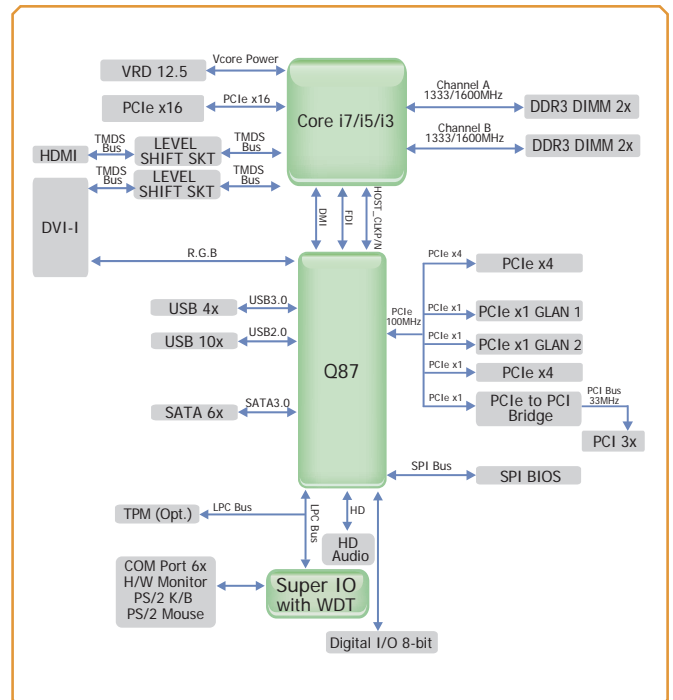 VRD 12.5
Vcore Power
PCIe x16
PCIe x16
Core i7/i5/i3
Channel A
1333/1600MHz
DDR3 DIMM 2x
Channel B
1333/1600MHz
DDR3 DIMM 2x
HDMI
TMDS
Bus
LEVEL
SHIFT SKT
TMDS
Bus
TMDS
Bus
LEVEL
SHIFT SKT
TMDS
Bus
DVI-I
DMI
FDI
HOST_CLKP/N
R.G.B
USB 4x
USB3.0
USB 10x
USB2.0
Q87
SATA 6x
SATA3.0
PCIe
100MHz
PCIe x4
PCIe x4
PCIe x1
PCIe x1 GLAN 1
PCIe x1
PCIe x1 GLAN 2
PCIe x1
PCIe x4
PCIe x1
PCIe to PCI
Bridge
PCI Bus
33MHz
PCI 3x
SPI Bus
SPI BIOS
TPM (Opt.)
LPC Bus
LPC Bus
HD
HD
Audio
COM Port 6x
H/W Monitor
PS/2 K/B
PS/2 Mouse
Super IO
with WDT
Digital I/O 8-bit